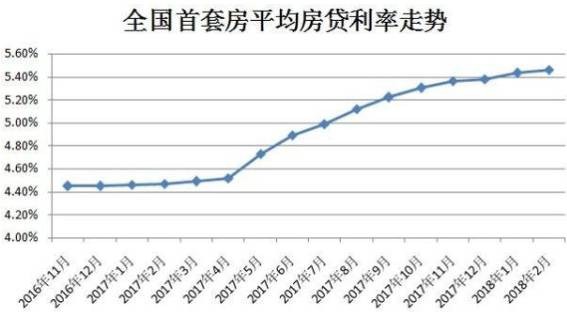 全国首套房平均房贷利率走势
5.60%
5.40%
5.20%
5.00%
4.80%
4.60%
4.40%
4.20%
4.00%
2016年11月
2016年12月
2017年1月
2017年2月
2017年3月
2017年4月
2017年5月
2017年6月
2017年7月
2017年8月
2017年9月
2017年10月
2017年11月
2017年12月
2018年1月
2018年2月